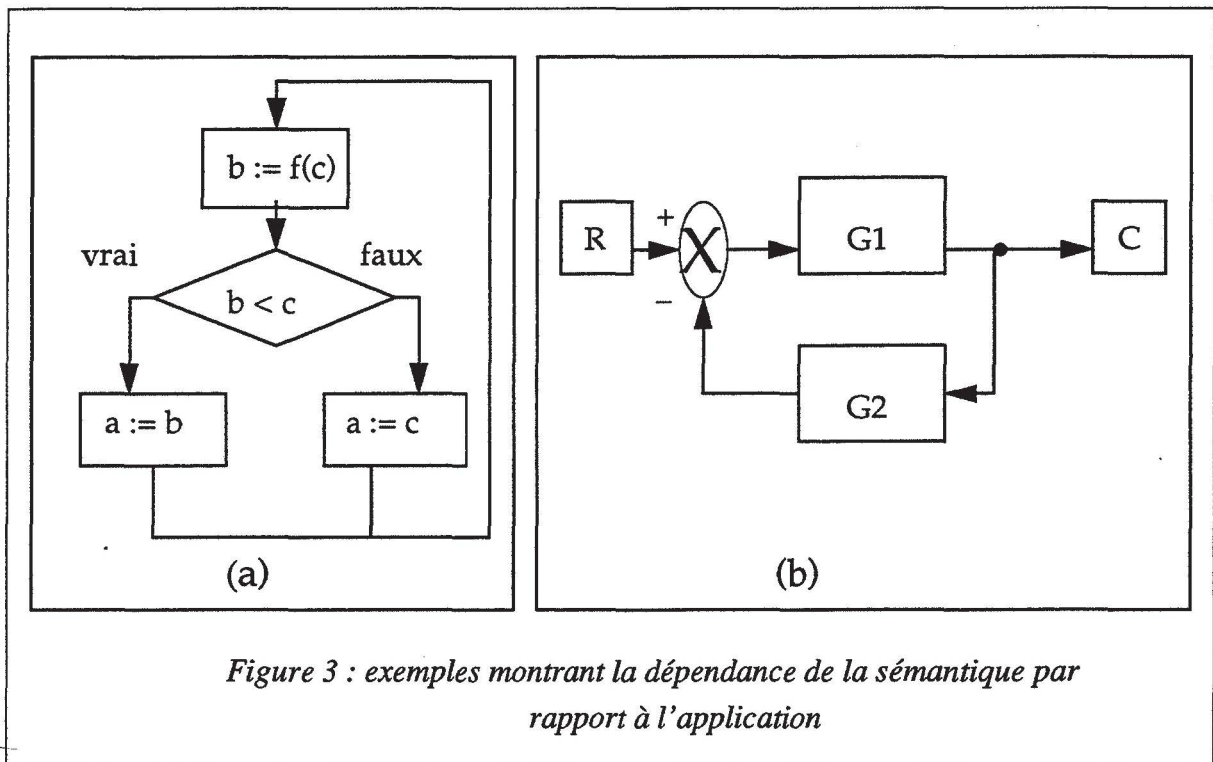 b := f(c)
vrai
faux
b < c
a := b
a := c
(a)
R
+
−
X
G1
C
G2
(b)
Figure 3 : exemples montrant la dépendance de la sémantique par
rapport à l'application